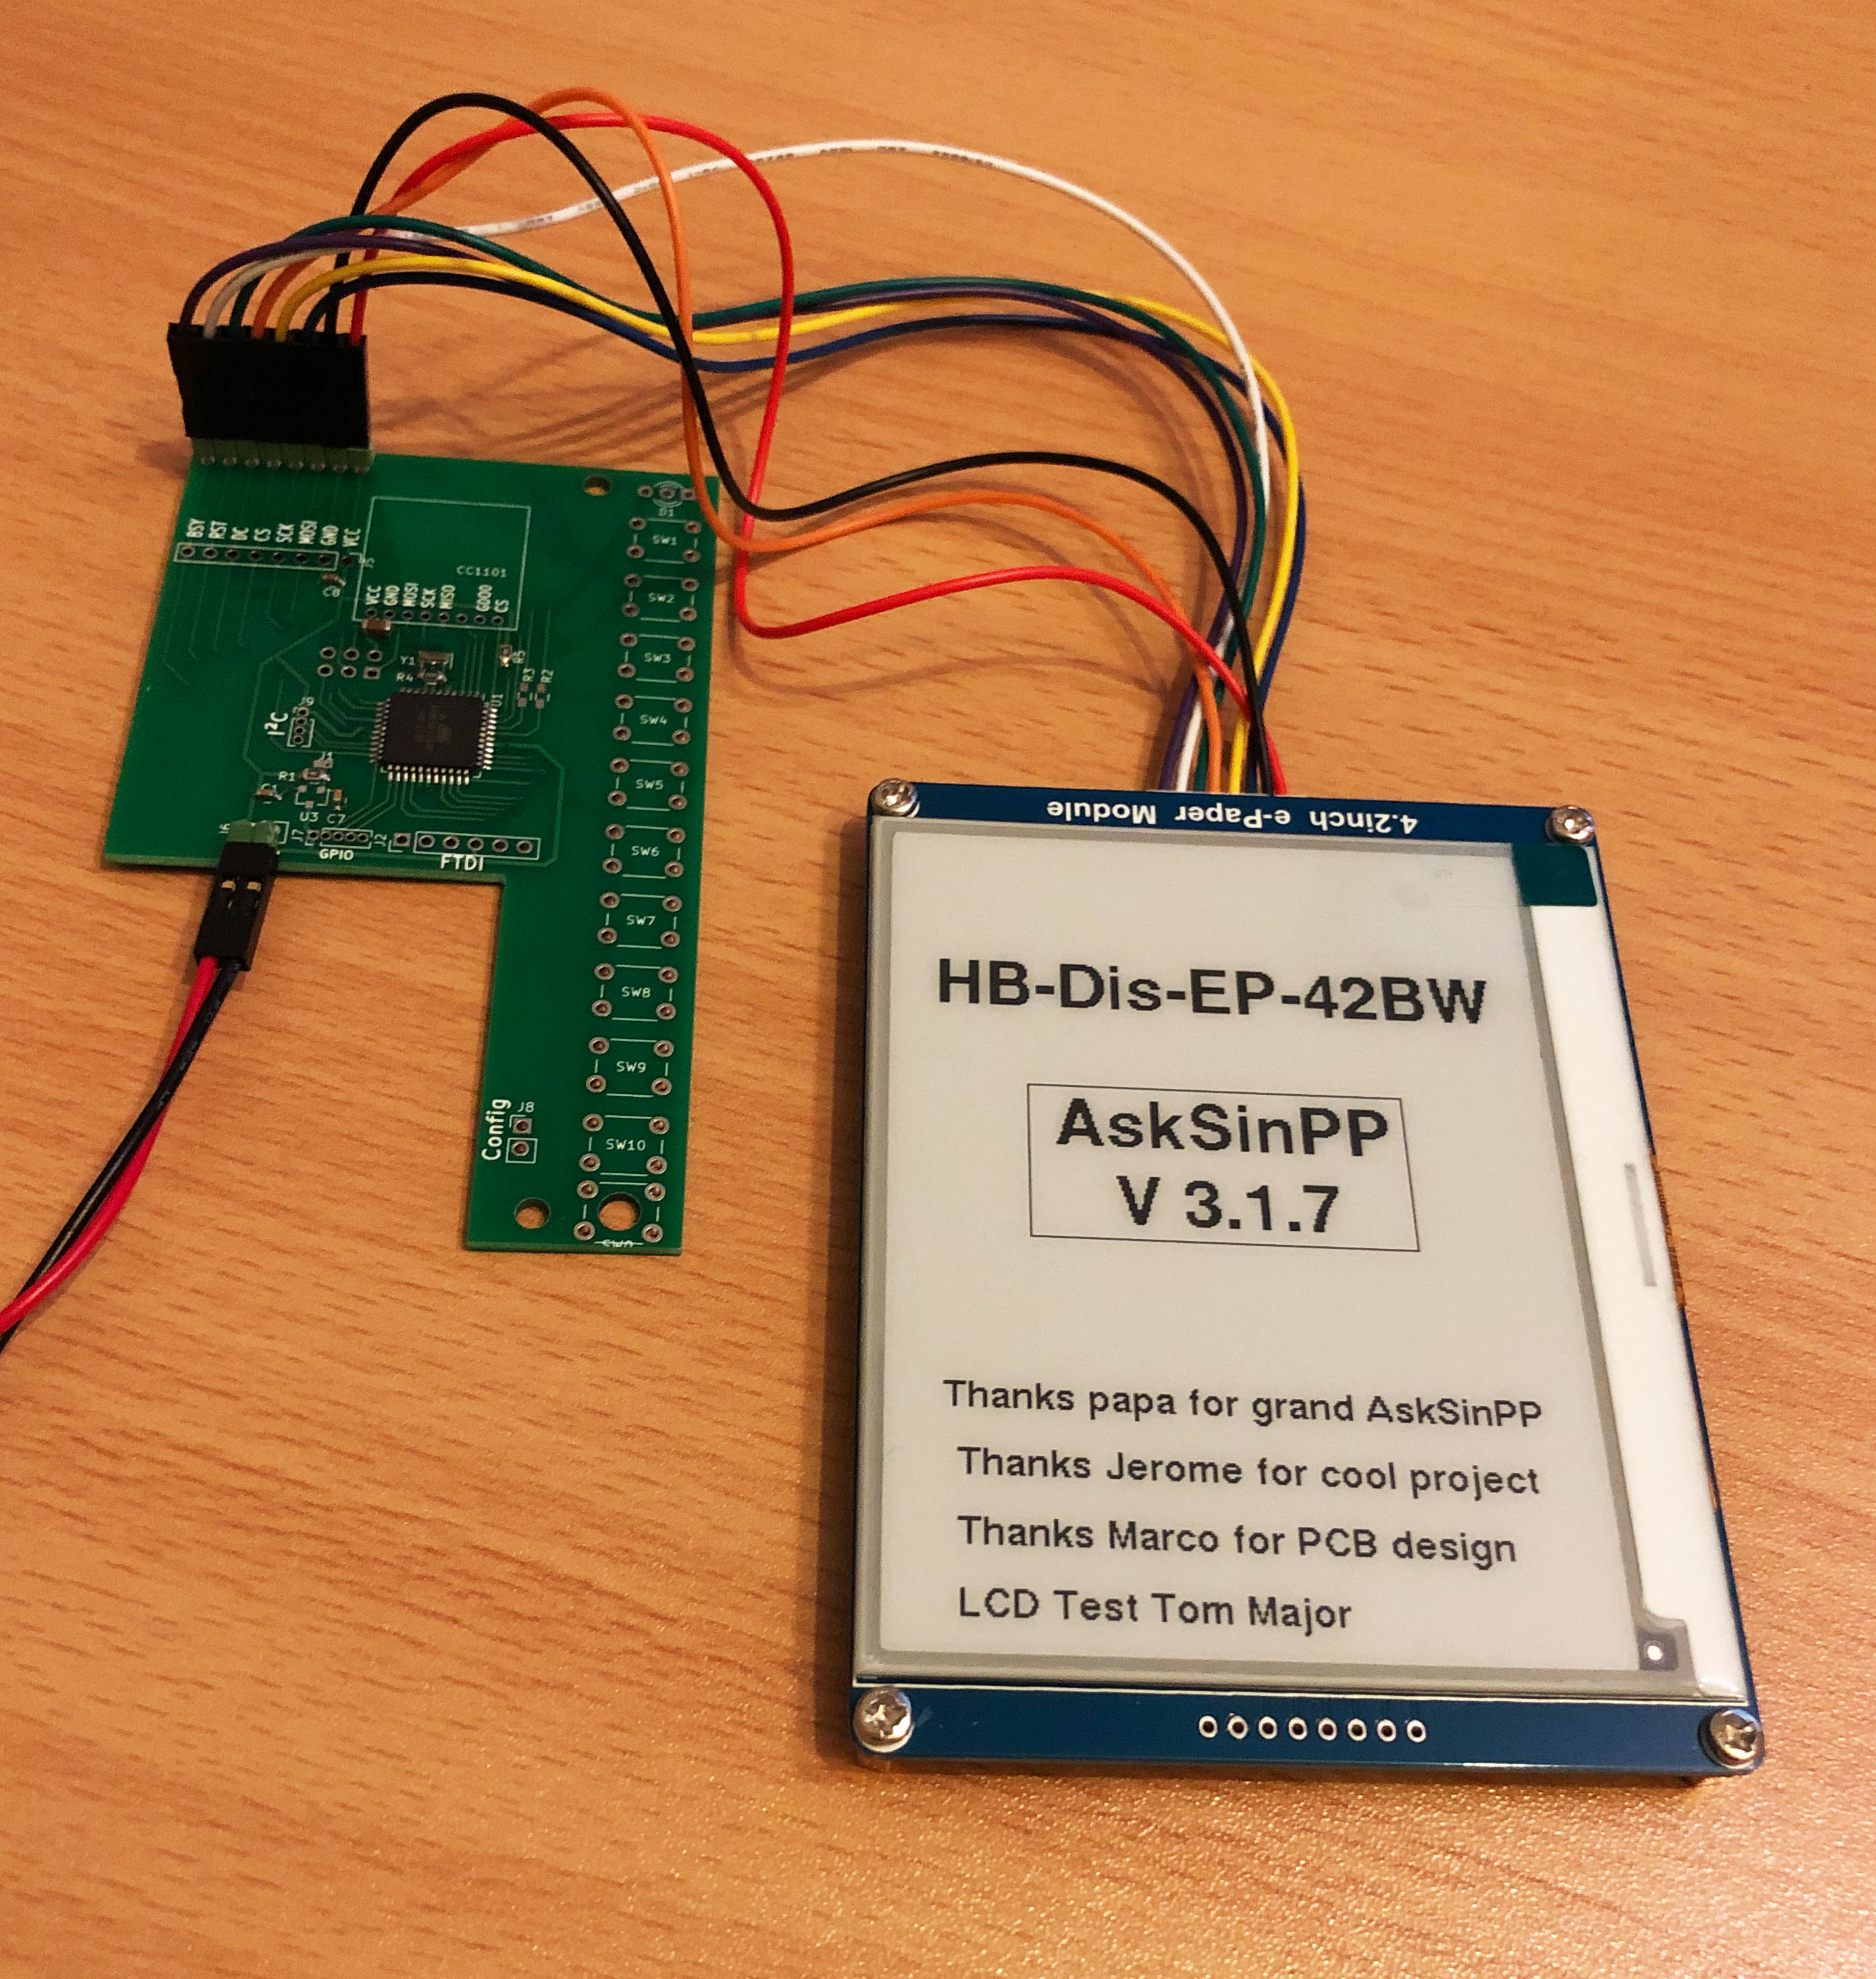 BSY
RST
DC
CS
SCK
MOSI
GND
VCC
D1
SW1
CC1101
VCC
GND
MOSI
SCK
MISO
GDO0
CS
SW2
SW3
Y1
R4
R5
R3
R2
U1
SW4
I²C
R1
SW5
U3 C7
J7
GPIO
J2
FTDI
SW6
SW7
SW8
SW9
Config
J8
SW10
4.2inch e-Paper Module
HB-Dis-EP-42BW
AskSinPP
V 3.1.7
Thanks papa for grand AskSinPP
Thanks Jerome for cool project
Thanks Marco for PCB design
LCD Test Tom Major